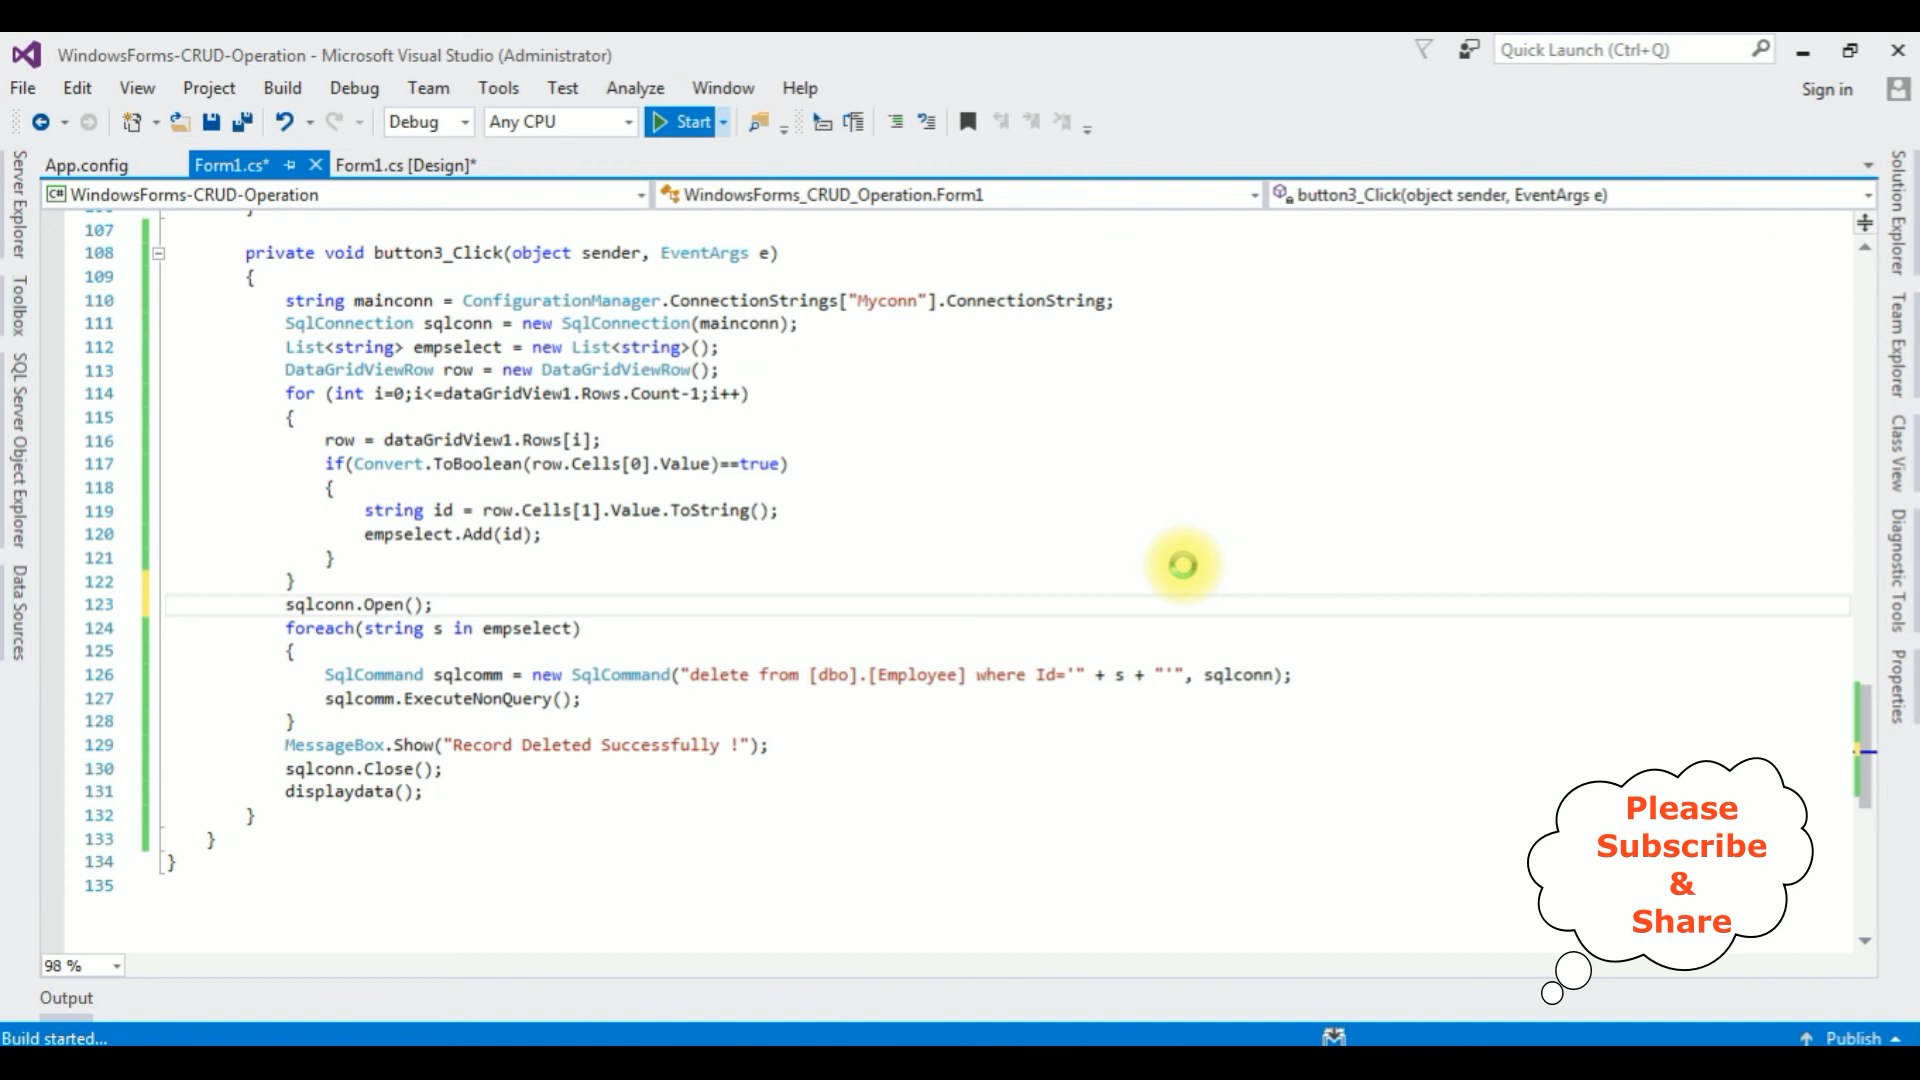 WindowsForms-CRUD-Operation - Microsoft Visual Studio (Administrator)
Quick Launch (Ctrl+Q)
File Edit View Project Build Debug Team Tools Test Analyze Window Help
Sign in
Debug Any CPU Start
App.config Form1.cs* Form1.cs [Design]*
C# WindowsForms-CRUD-Operation WindowsForms_CRUD_Operation.Form1 button3_Click(object sender, EventArgs e)
107
108 private void button3_Click(object sender, EventArgs e)
109 {
110 string mainconn = ConfigurationManager.ConnectionStrings["Myconn"].ConnectionString;
111 SqlConnection sqlconn = new SqlConnection(mainconn);
112 List<string> empselect = new List<string>();
113 DataGridViewRow row = new DataGridViewRow();
114 for (int i=0;i<=dataGridView1.Rows.Count-1;i++)
115 {
116 row = dataGridView1.Rows[i];
117 if(Convert.ToBoolean(row.Cells[0].Value)==true)
118 {
119 string id = row.Cells[1].Value.ToString();
120 empselect.Add(id);
121 }
122 }
123 sqlconn.Open();
124 foreach(string s in empselect)
125 {
126 SqlCommand sqlcomm = new SqlCommand("delete from [dbo].[Employee] where Id='" + s + "'", sqlconn);
127 sqlcomm.ExecuteNonQuery();
128 }
129 MessageBox.Show("Record Deleted Successfully !");
130 sqlconn.Close();
131 displaydata();
132 }
133 }
134 }
135
98 %
Output
Build started...
Publish
Server Explorer
Toolbox
SQL Server Object Explorer
Data Sources
Solution Explorer
Team Explorer
Class View
Diagnostic Tools
Properties
Please
Subscribe
&
Share